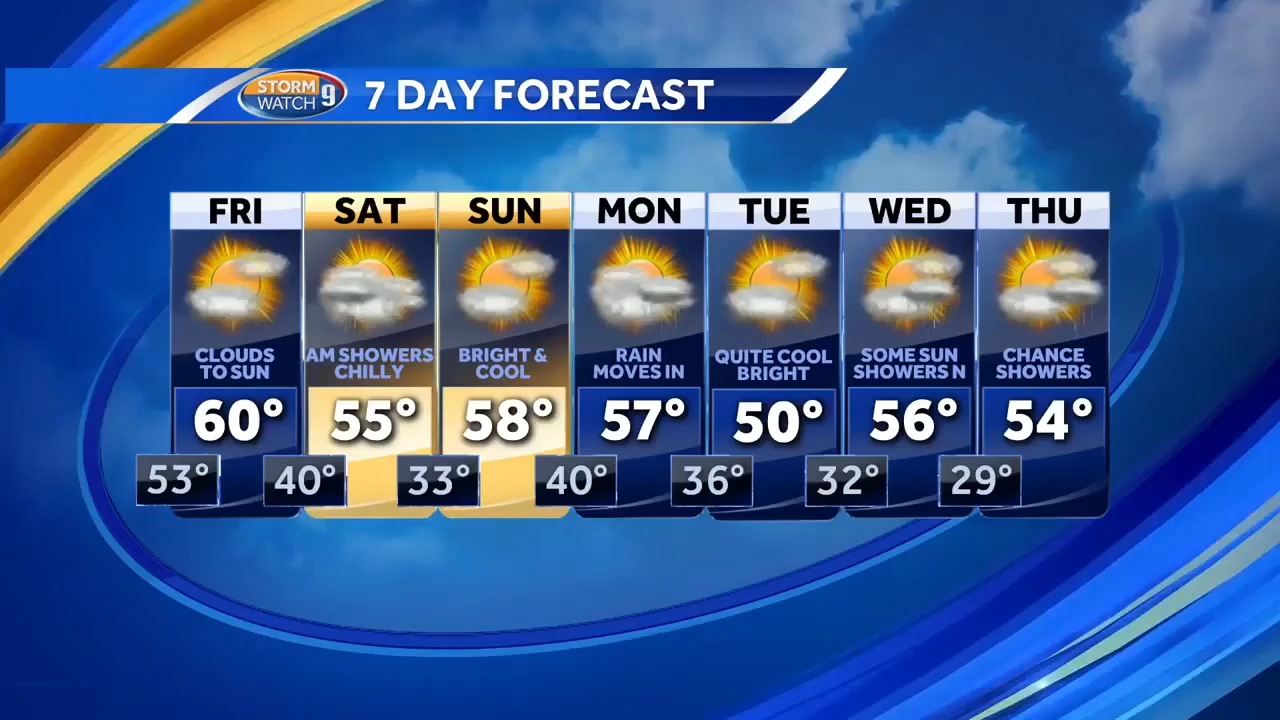 STORM
WATCH 9
7 DAY FORECAST
FRI SAT SUN MON TUE WED THU
CLOUDS
TO SUN
AM SHOWERS
CHILLY
BRIGHT &
COOL
RAIN
MOVES IN
QUITE COOL
BRIGHT
SOME SUN
SHOWERS N
CHANCE
SHOWERS
60° 55° 58° 57° 50° 56° 54°
53° 40° 33° 40° 36° 32° 29°